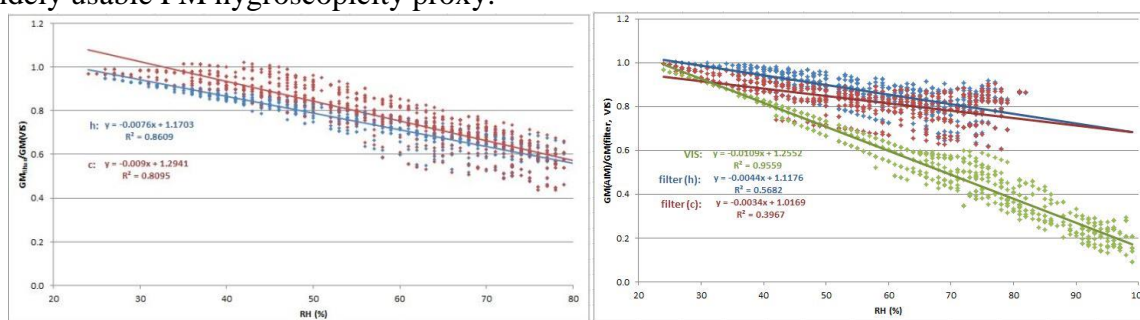 widely usable PM hygroscopicity proxy.
1.2
1.0
0.8
0.6
0.4
0.2
0.0
h: y = -0.0076x + 1.1703
R² = 0.8609
c: y = -0.009x + 1.2941
R² = 0.8095
20 30 40 50 60 70 80
RH (%)
1.2
1.0
0.8
0.6
0.4
0.2
0.0
GM(AIM)/GM(filter, VIS)
VIS: y = -0.0109x + 1.2552
R² = 0.9559
filter (h): y = -0.0044x + 1.1176
R² = 0.5682
filter (c): y = -0.0034x + 1.0169
R² = 0.3967
20 30 40 50 60 70 80 90
RH (%)